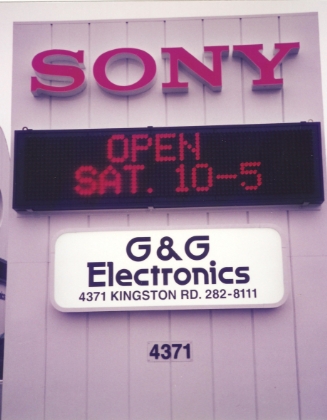 SONY
OPEN
SAT. 10-5
G&G
Electronics
4371 KINGSTON RD. 282-8111
4371